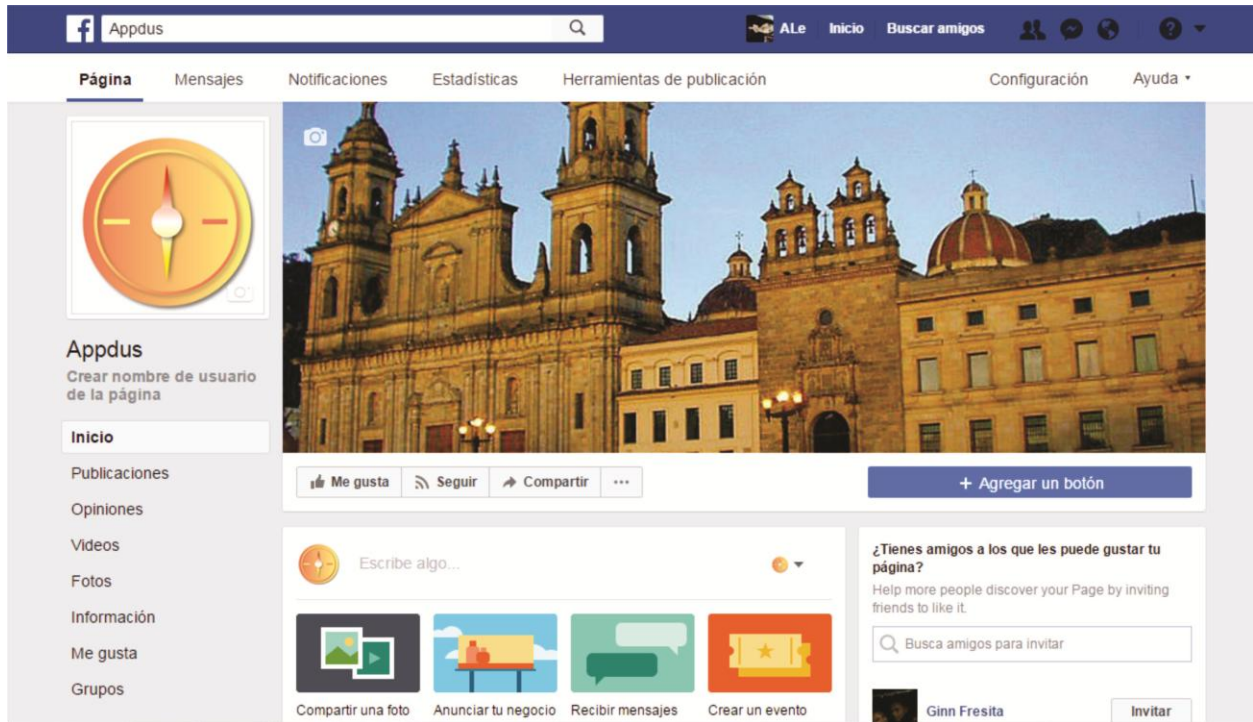 f Appdus
ALe Inicio Buscar amigos
Página Mensajes Notificaciones Estadísticas Herramientas de publicación Configuración Ayuda
Appdus
Crear nombre de usuario
de la página
Inicio
Publicaciones
Opiniones
Videos
Fotos
Información
Me gusta
Grupos
Me gusta Seguir Compartir ...
+ Agregar un botón
Escribe algo...
Compartir una foto Anunciar tu negocio Recibir mensajes Crear un evento
¿Tienes amigos a los que les puede gustar tu
página?
Help more people discover your Page by inviting
friends to like it.
Busca amigos para invitar
Ginn Fresita Invitar